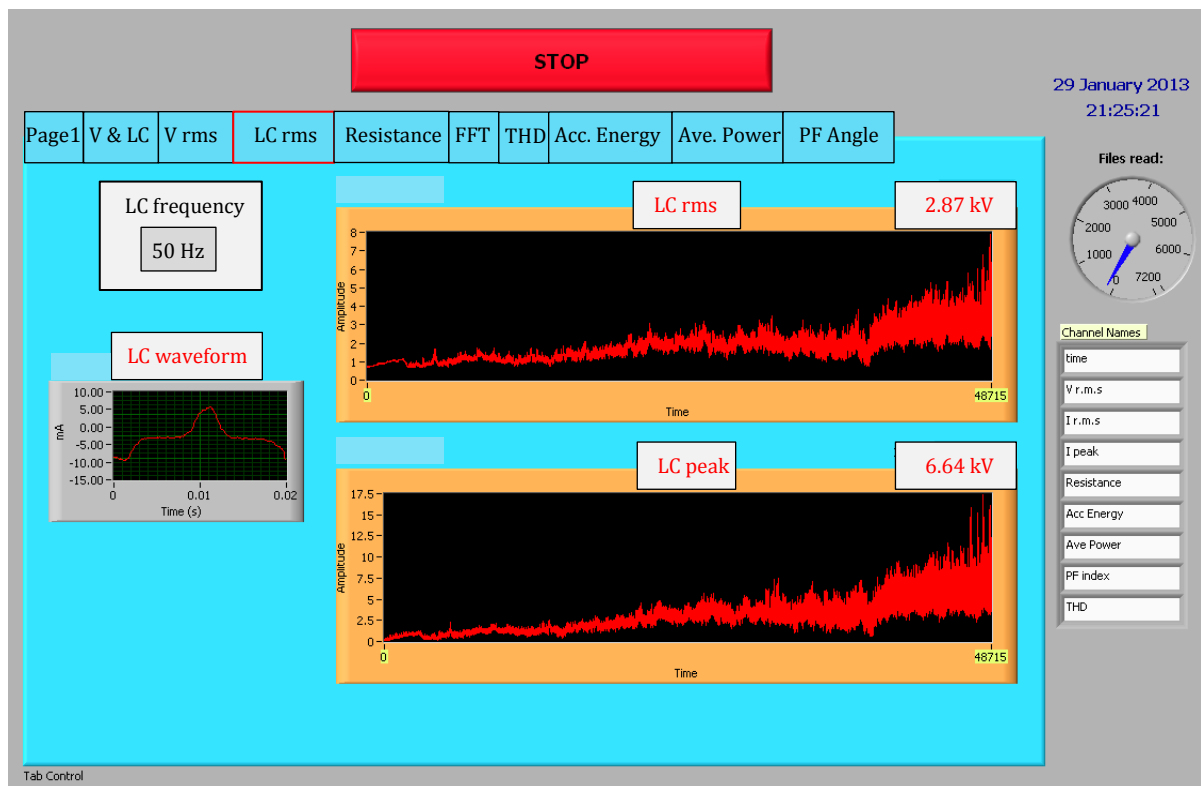 STOP
29 January 2013
21:25:21
Page1 V & LC V rms LC rms Resistance FFT THD Acc. Energy Ave. Power PF Angle
Files read:
0 1000 2000 3000 4000 5000 6000 7200
LC frequency
50 Hz
LC rms
2.87 kV
8
7
6
5
4
3
2
1
0
Amplitude
0
48715
Time
LC waveform
10.00
5.00
0.00
-5.00
-10.00
-15.00
mA
0 0.01 0.02
Time (s)
LC peak
6.64 kV
17.5
15
12.5
10
7.5
5
2.5
0
Amplitude
0
48715
Time
Channel Names
time
V r.m.s
I r.m.s
I peak
Resistance
Acc Energy
Ave Power
PF index
THD
Tab Control